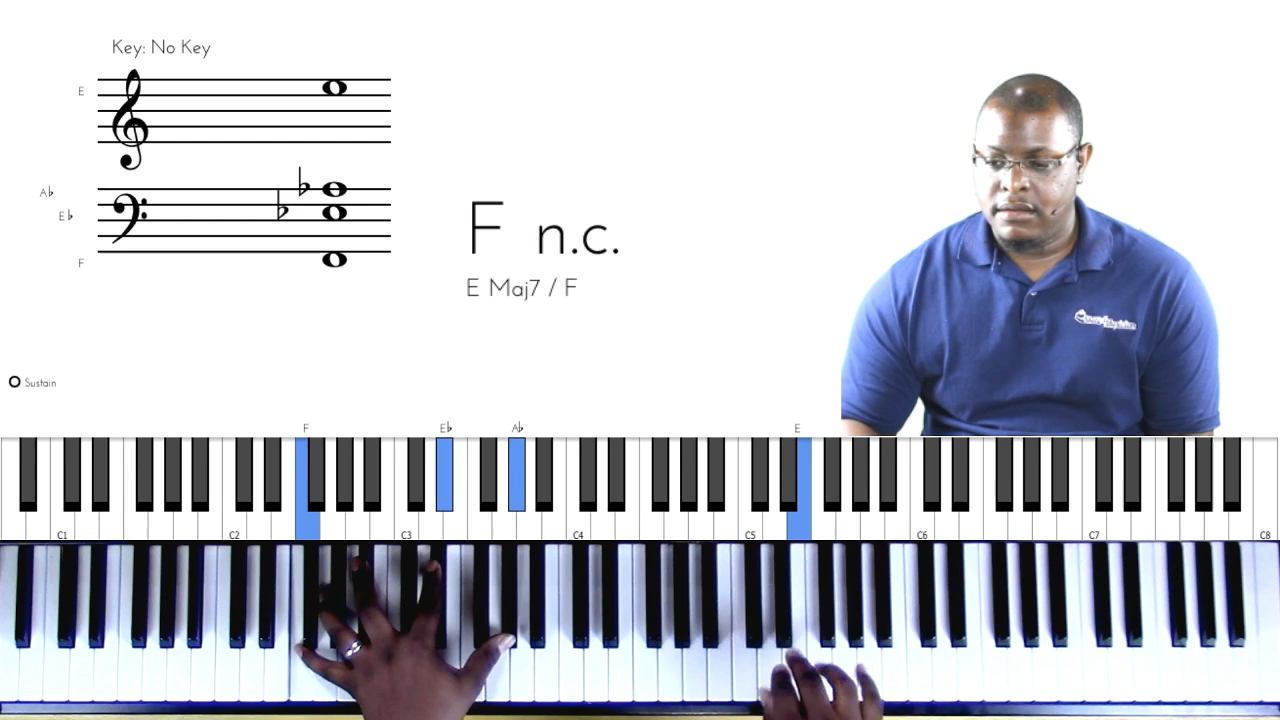 Key: No Key
E
A♭
E♭
F
F n.c.
E Maj7 / F
Sustain
F E♭ A♭ E
C1 C2 C3 C4 C5 C6 C7 C8